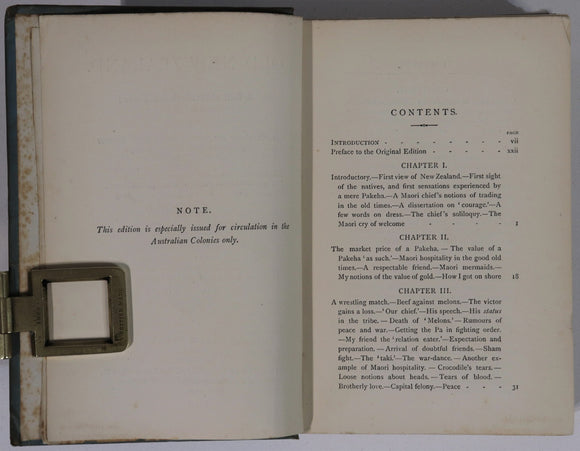 NOTE.
This edition is especially issued for circulation in the
Australian Colonies only.
CONTENTS.
PAGE
INTRODUCTION - - - - - - - vii
Preface to the Original Edition - - - - - xxii
CHAPTER I.
Introductory.—First view of New Zealand.—First sight
of the natives, and first sensations experienced by
a mere Pakeha.—A Maori chief's notions of trading
in the old times.—A dissertation on 'courage.'—A
few words on dress.—The chief's soliloquy.—The
Maori cry of welcome - - - - 1
CHAPTER II.
The market price of a Pakeha. — The value of a
Pakeha 'as such.'—Maori hospitality in the good old
times.—A respectable friend.—Maori mermaids.—
My notions of the value of gold.—How I got on shore 18
CHAPTER III.
A wrestling match.—Beef against melons.—The victor
gains a loss.—'Our chief.'—His speech.—His status
in the tribe. — Death of 'Melons.'— Rumours of
peace and war.—Getting the Pa in fighting order.
—My friend the 'relation eater.'—Expectation and
preparation. — Arrival of doubtful friends. — Sham
fight.—The 'taki.'—The war-dance. — Another ex-
ample of Maori hospitality. — Crocodile's tears. —
Loose notions about heads. — Tears of blood. —
Brotherly love.—Capital felony.—Peace - - - 31